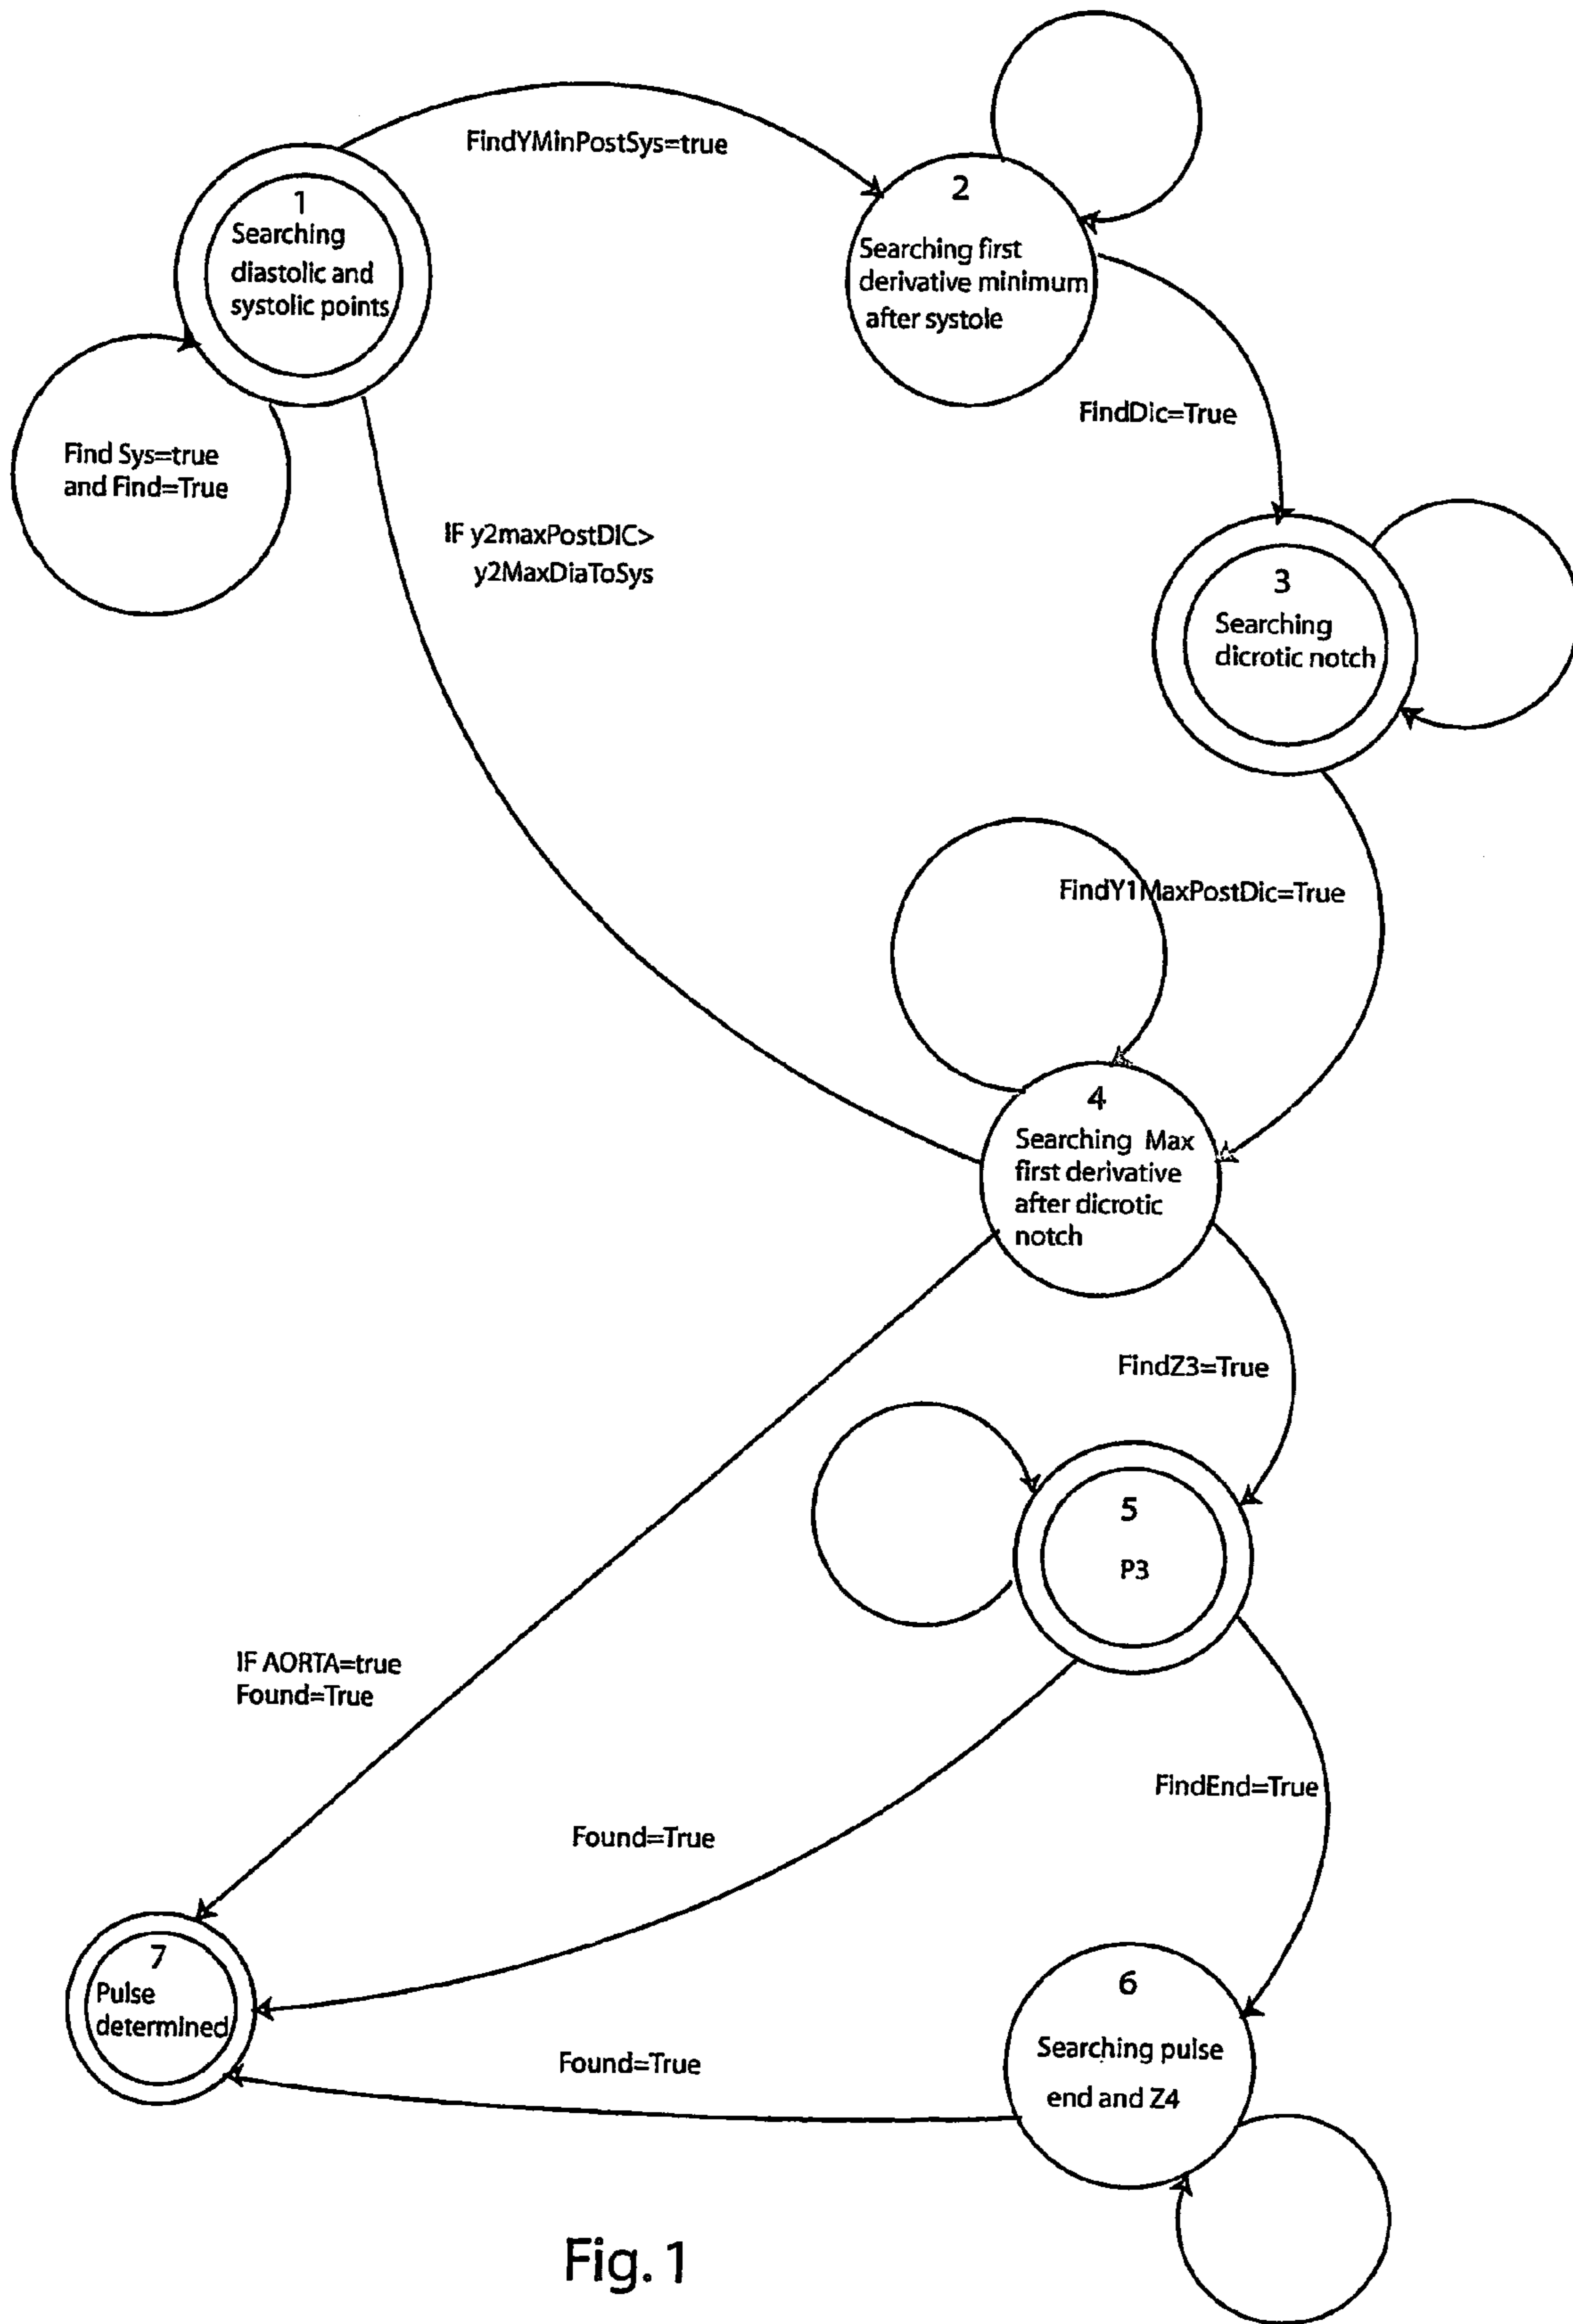 FindYMinPostSys=true
1
Searching
diastolic and
systolic points
2
Searching first
derivative minimum
after systole
FindDic=True
Find Sys=true
and Find=True
IF y2maxPostDIC>
y2MaxDiaToSys
3
Searching
dicrotic notch
FindY1MaxPostDic=True
4
Searching Max
first derivative
after dicrotic
notch
FindZ3=True
5
P3
IF AORTA=true
Found=True
FindEnd=True
Found=True
7
Pulse
determined
6
Searching pulse
end and Z4
Found=True
Fig. 1